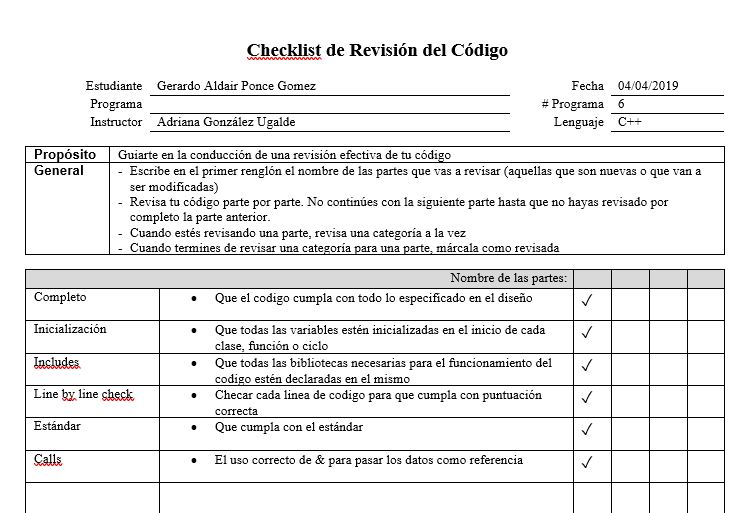 Checklist de Revisión del Código
Estudiante Gerardo Aldair Ponce Gomez Fecha 04/04/2019
Programa # Programa 6
Instructor Adriana González Ugalde Lenguaje C++
Propósito Guiarte en la conducción de una revisión efectiva de tu código
General - Escribe en el primer renglón el nombre de las partes que vas a revisar (aquellas que son nuevas o que van a
ser modificadas)
- Revisa tu código parte por parte. No continúes con la siguiente parte hasta que no hayas revisado por
completo la parte anterior.
- Cuando estés revisando una parte, revisa una categoría a la vez
- Cuando termines de revisar una categoría para una parte, márcala como revisada
Nombre de las partes:
Completo • Que el codigo cumpla con todo lo especificado en el diseño ✓
Inicialización • Que todas las variables estén inicializadas en el inicio de cada ✓
clase, función o ciclo
Includes • Que todas las bibliotecas necesarias para el funcionamiento del ✓
codigo estén declaradas en el mismo
Line by line check • Checar cada linea de codigo para que cumpla con puntuación ✓
correcta
Estándar • Que cumpla con el estándar ✓
Calls • El uso correcto de & para pasar los datos como referencia ✓